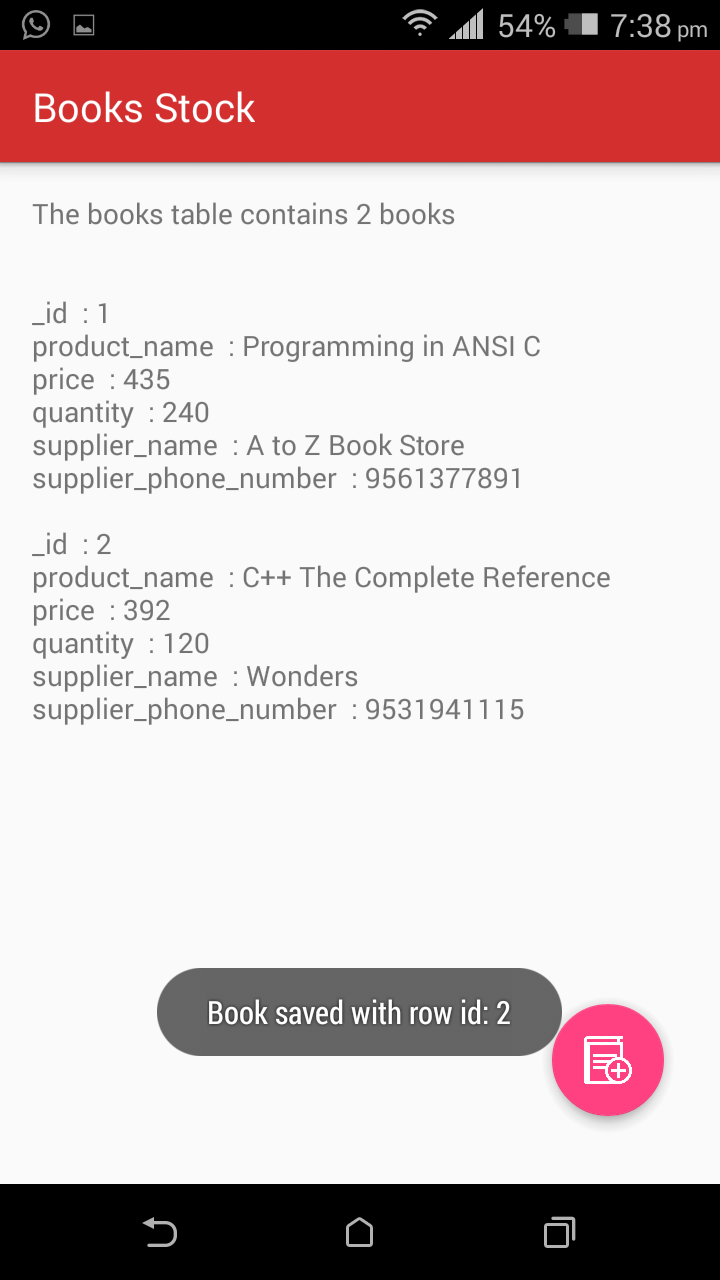 54% 7:38 pm
Books Stock
The books table contains 2 books
_id : 1
product_name : Programming in ANSI C
price : 435
quantity : 240
supplier_name : A to Z Book Store
supplier_phone_number : 9561377891
_id : 2
product_name : C++ The Complete Reference
price : 392
quantity : 120
supplier_name : Wonders
supplier_phone_number : 9531941115
Book saved with row id: 2